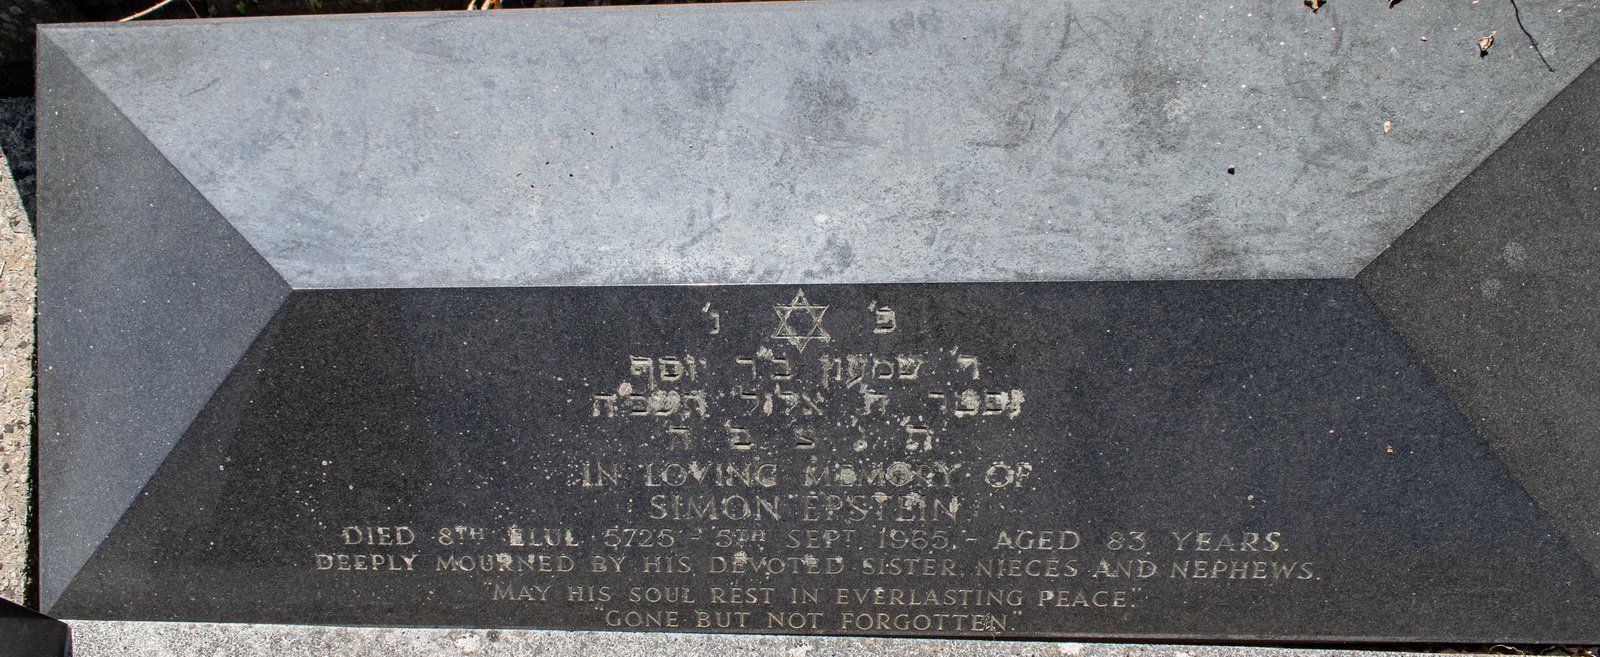 פ' נ'
ר' שמעון ב"ר יוסף
נפטר ח' אלול תשכ"ה
ת' נ' צ' ב' ה'
IN LOVING MEMORY OF
SIMON EPSTEIN
DIED 8TH ELUL 5725 - 5TH SEPT. 1965, - AGED 83 YEARS.
DEEPLY MOURNED BY HIS DEVOTED SISTER, NIECES AND NEPHEWS.
"MAY HIS SOUL REST IN EVERLASTING PEACE."
"GONE BUT NOT FORGOTTEN."